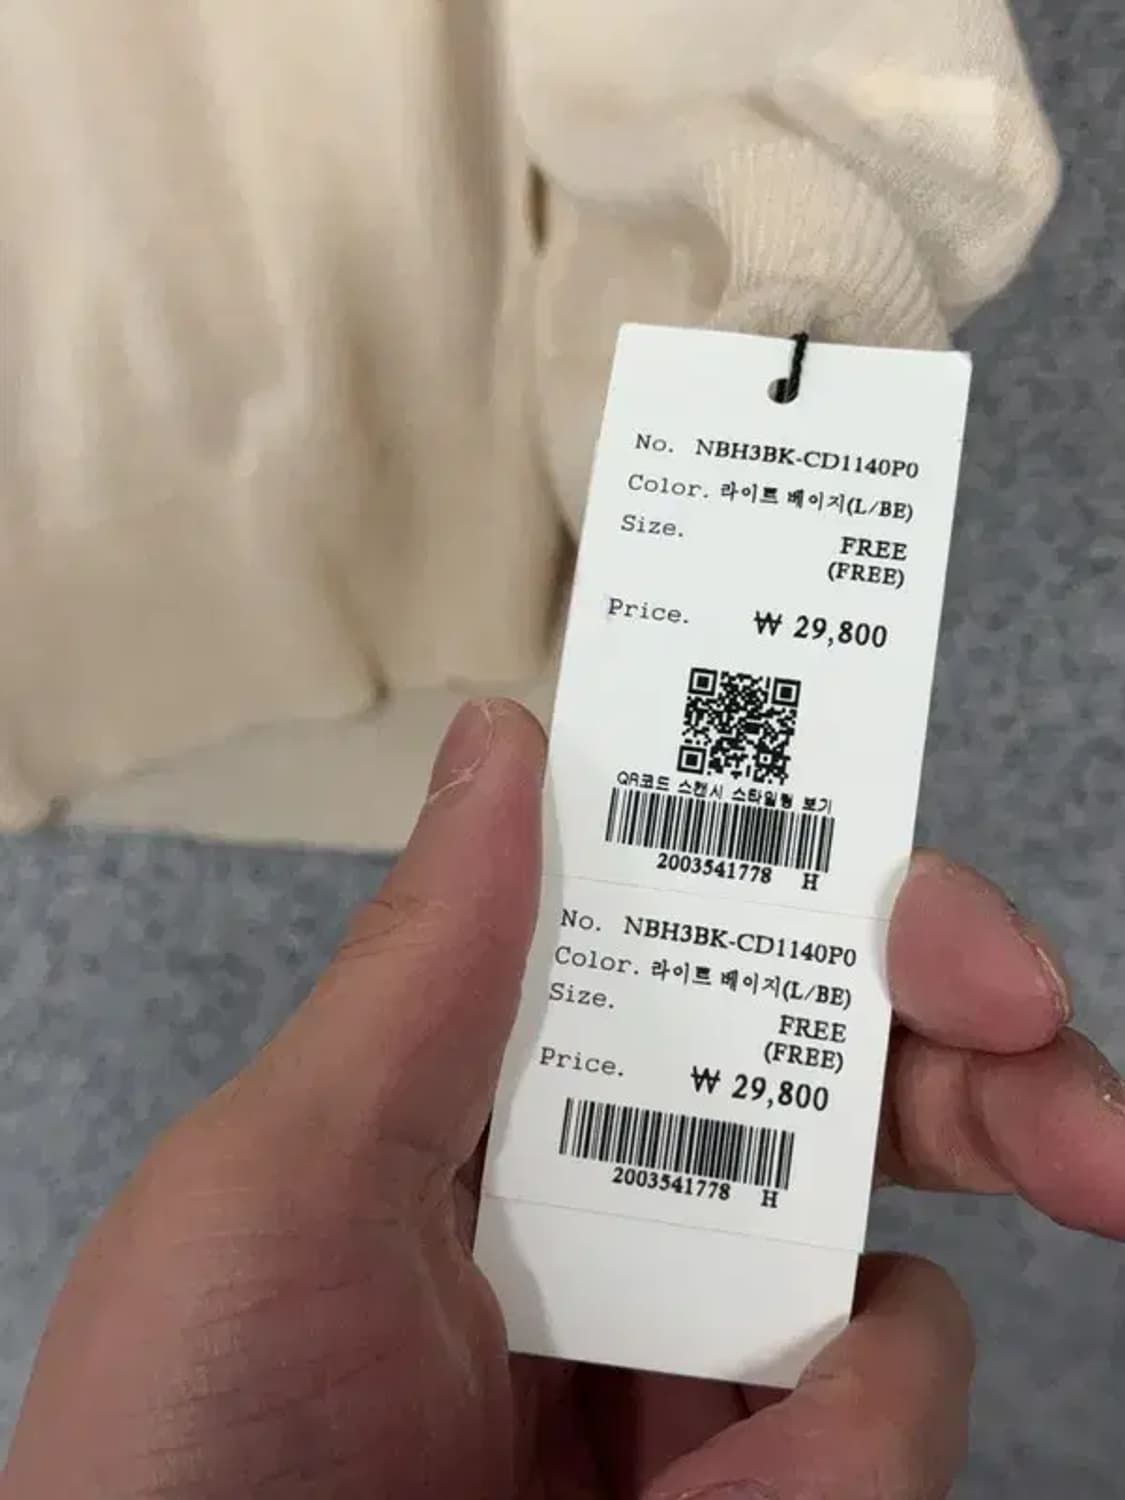 No. NBH3BK-CD1140P0
Color. 라이트 베이지(L/BE)
Size. FREE
(FREE)
Price. ₩ 29,800
QR코드 스캔시 스타일링 보기
2003541778 H
No. NBH3BK-CD1140P0
Color. 라이트 베이지(L/BE)
Size. FREE
(FREE)
Price. ₩ 29,800
2003541778 H